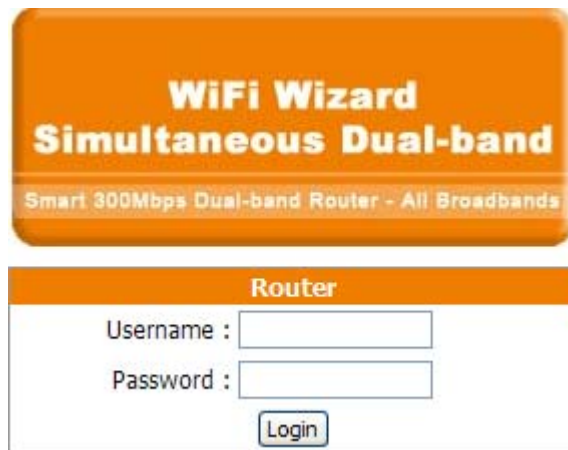 WiFi Wizard
Simultaneous Dual-band
Smart 300Mbps Dual-band Router - All Broadbands
Router
Username :
Password :
Login